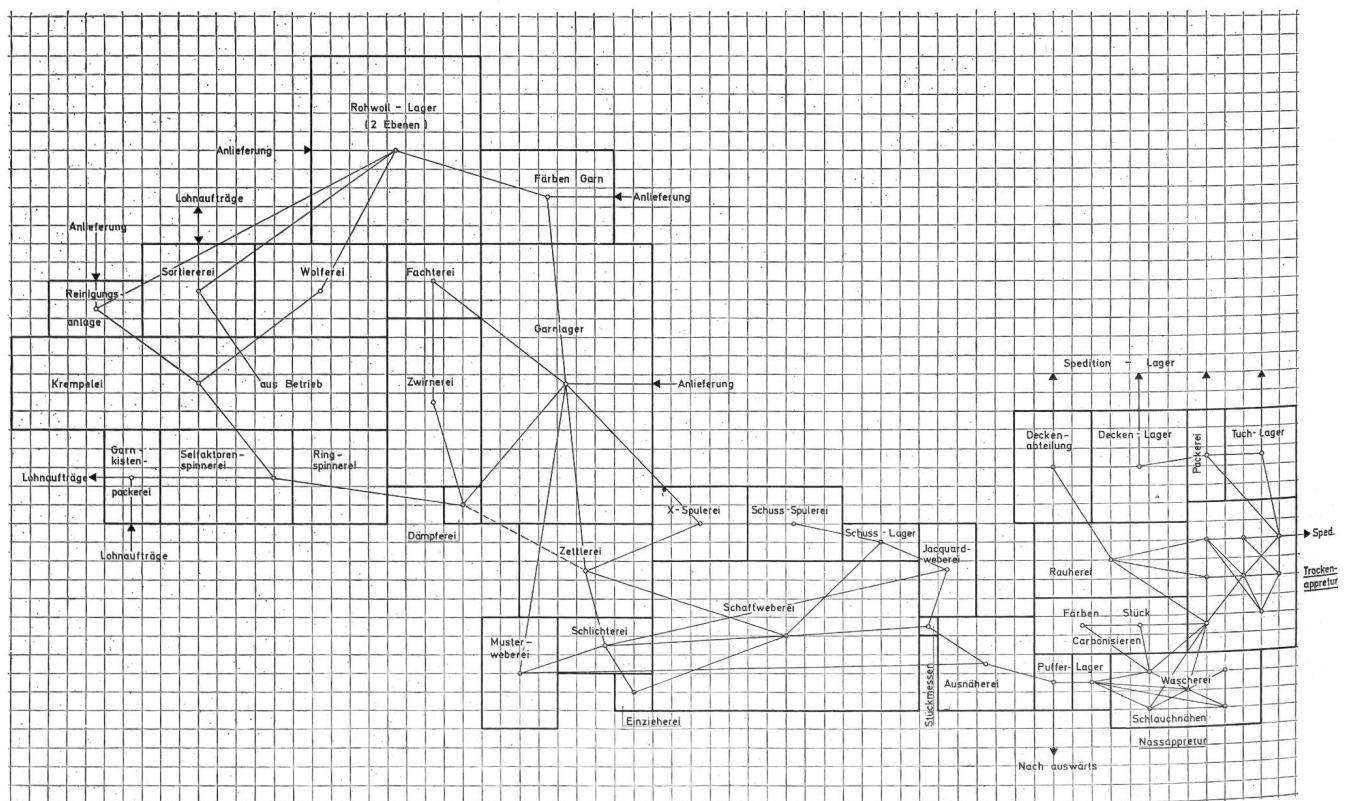 Rohwoll - Lager
(2 Ebenen)
Anlieferung
Färben Garn
Lohnaufträge
Anlieferung
Anlieferung
Sortiererei
Wolferei
Fachterei
Reinigungs-
anlage
Garnlager
Krempelei
aus Betrieb
Zwirnerei
Anlieferung
Spedition - Lager
Garn-
kisten-
packerei
Selfaktoren-
spinnerei
Ring-
spinnerei
Lohnaufträge
Lohnaufträge
Decken-
abteilung
Decken-Lager
Packerei
Tuch-Lager
Dämpferei
X-Spulerei
Schuss-Spulerei
Schuss-Lager
Jacquard-
weberei
Sped.
Zettlerei
Rauherei
Trocken-
appretur
Schaftweberei
Färben Stück
Carbonisieren
Muster-
weberei
Schlichterei
Puffer-Lager
Wascherei
Ausnäherei
Stückmessen
Einzieherei
Schlauchnähen
Nassappretur
Nach auswärts